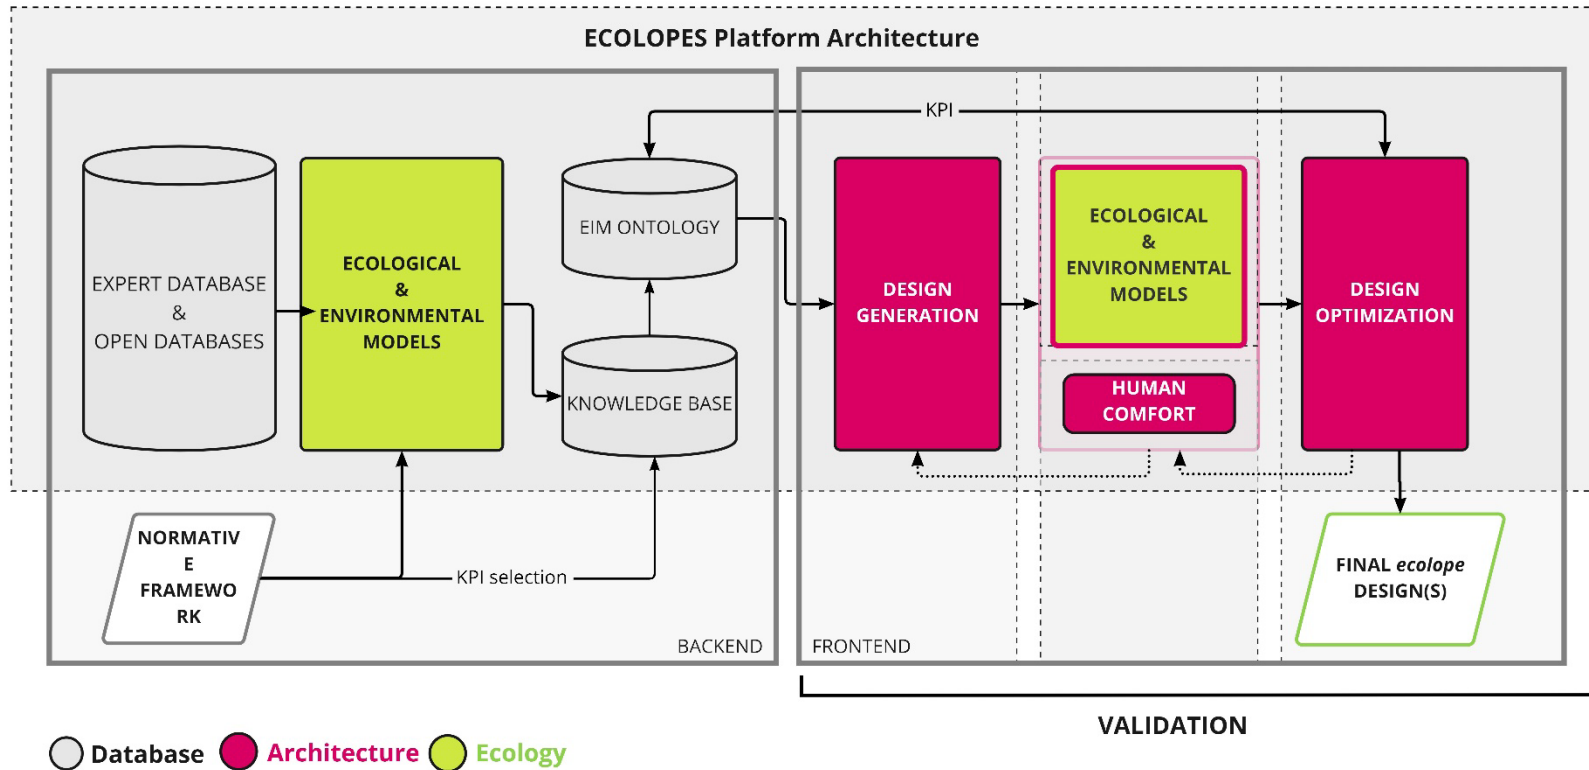 ECOLOPES Platform Architecture
KPI
EXPERT DATABASE
&
OPEN DATABASES
ECOLOGICAL
&
ENVIRONMENTAL
MODELS
EIM ONTOLOGY
KNOWLEDGE BASE
DESIGN
GENERATION
ECOLOGICAL
&
ENVIRONMENTAL
MODELS
HUMAN
COMFORT
DESIGN
OPTIMIZATION
NORMATIV
E
FRAMEWO
RK
KPI selection
FINAL ecolope
DESIGN(S)
BACKEND
FRONTEND
VALIDATION
Database
Architecture
Ecology